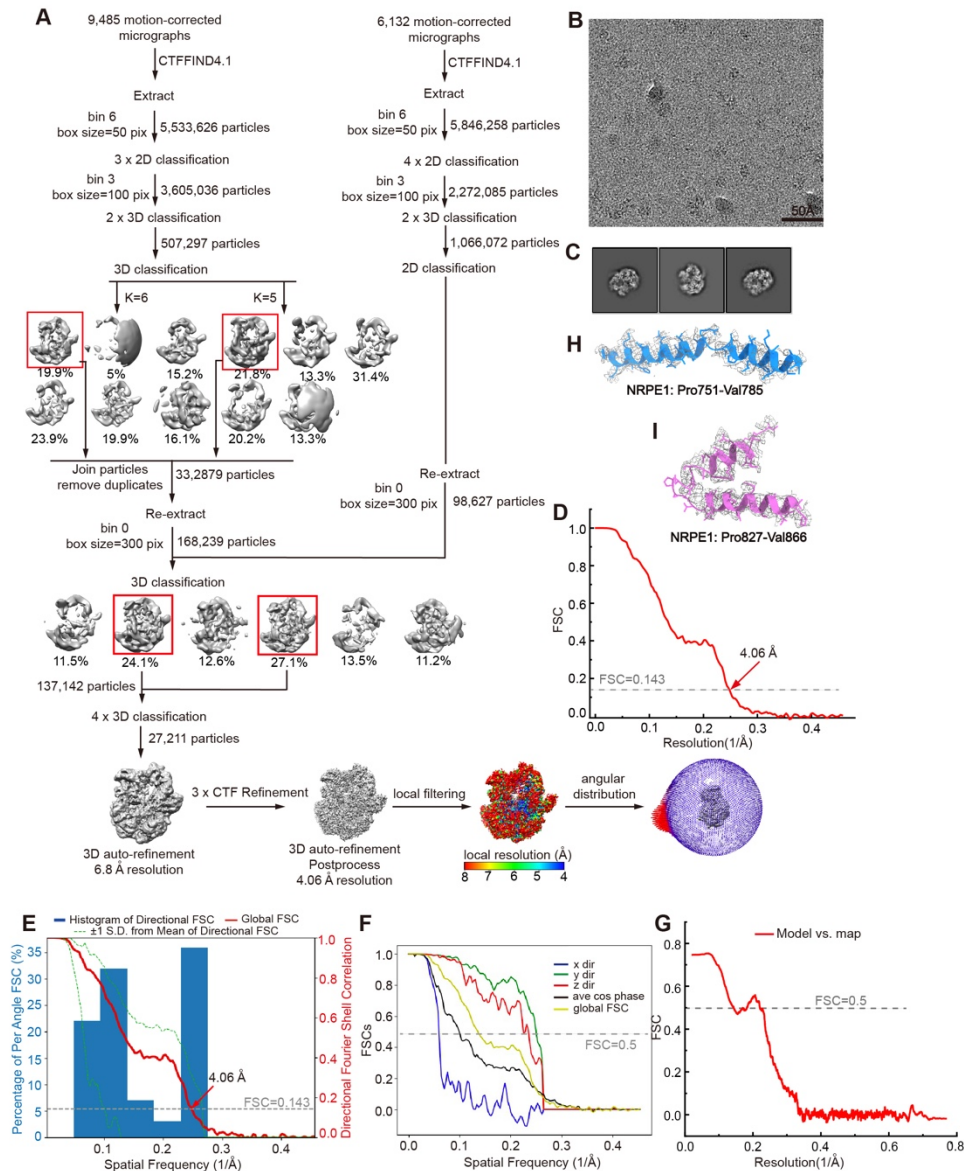 A
9,485 motion-corrected
micrographs
CTFFIND4.1
Extract
bin 6
box size=50 pix
5,533,626 particles
3 x 2D classification
bin 3
box size=100 pix
3,605,036 particles
2 x 3D classification
507,297 particles
3D classification
K=6
K=5
19.9%
5%
15.2%
21.8%
13.3%
31.4%
23.9%
19.9%
16.1%
20.2%
13.3%
Join particles
remove duplicates
33,2879 particles
Re-extract
bin 0
box size=300 pix
168,239 particles
6,132 motion-corrected
micrographs
CTFFIND4.1
Extract
bin 6
box size=50 pix
5,846,258 particles
4 x 2D classification
bin 3
box size=100 pix
2,272,085 particles
2 x 3D classification
1,066,072 particles
2D classification
Re-extract
bin 0
box size=300 pix
98,627 particles
3D classification
11.5%
24.1%
12.6%
27.1%
13.5%
11.2%
137,142 particles
4 x 3D classification
27,211 particles
3D auto-refinement
6.8 Å resolution
3 x CTF Refinement
3D auto-refinement
Postprocess
4.06 Å resolution
local filtering
local resolution (Å)
8 7 6 5 4
angular
distribution
B
50Å
C
H
NRPE1: Pro751-Val785
I
NRPE1: Pro827-Val866
D
FSC
1.0
0.8
0.6
0.4
0.2
0.0
4.06 Å
FSC=0.143
0.0 0.1 0.2 0.3 0.4
Resolution(1/Å)
E
Histogram of Directional FSC
Global FSC
±1 S.D. from Mean of Directional FSC
Percentage of Per Angle FSC (%)
35
30
25
20
15
10
5
0
1.0
0.8
0.6
0.4
0.2
0.0
Directional Fourier Shell Correlation
4.06 Å
FSC=0.143
0.1 0.2 0.3 0.4
Spatial Frequency (1/Å)
F
FSCs
1.0
0.8
0.6
0.4
0.2
0.0
x dir
y dir
z dir
ave cos phase
global FSC
FSC=0.5
0.0 0.1 0.2 0.3 0.4
Spatial Frequency (1/Å)
G
Model vs. map
FSC
0.8
0.6
0.4
0.2
0.0
FSC=0.5
0.0 0.2 0.4 0.6 0.8
Resolution(1/Å)